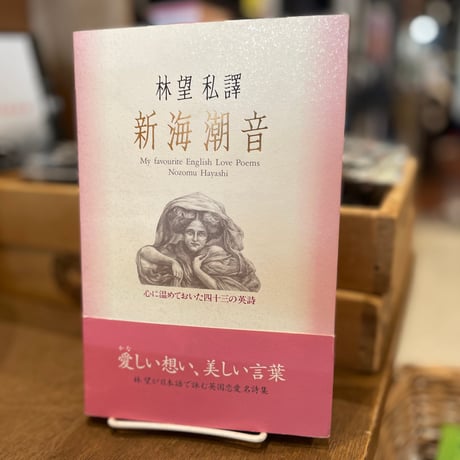 林望 私譯
新海潮音
My favourite English Love Poems
Nozomu Hayashi
心に温めておいた四十三の英詩
かな
愛しい想い、美しい言葉
林望が日本語で詠む英国恋愛名詩集